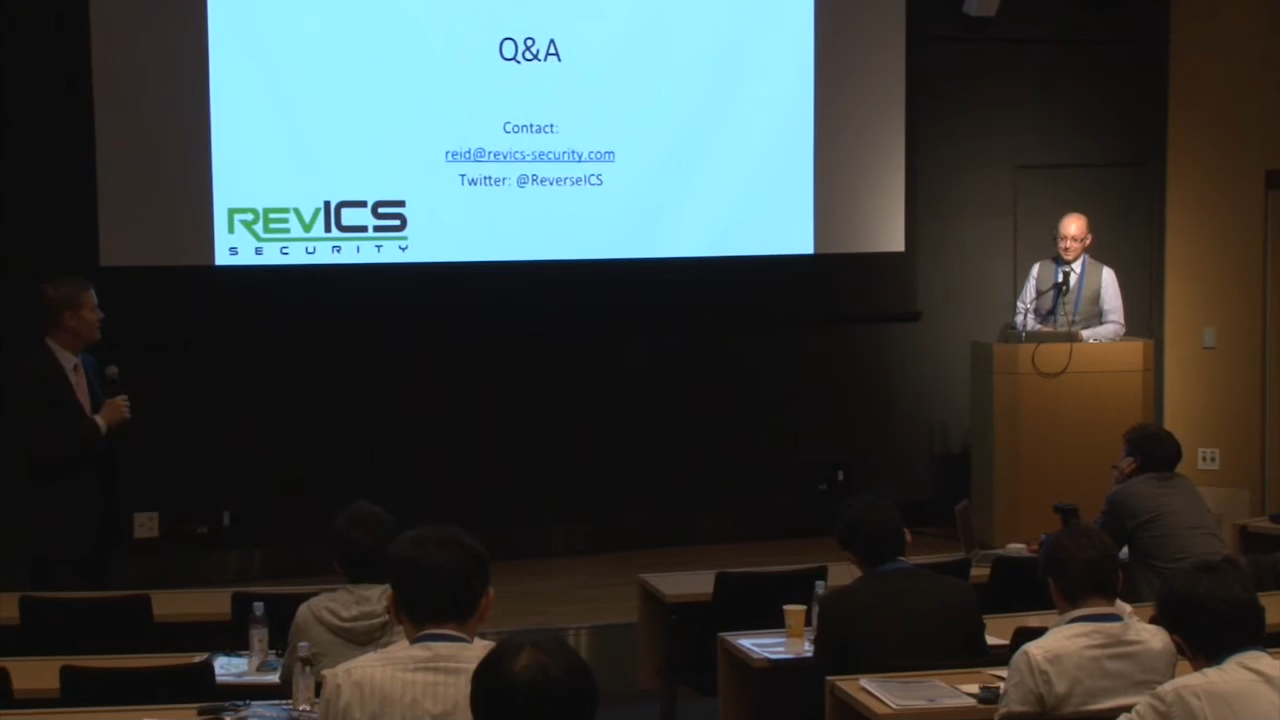 Q&A
Contact:
reid@revics-security.com
Twitter: @ReverseICS
REVICS
SECURITY